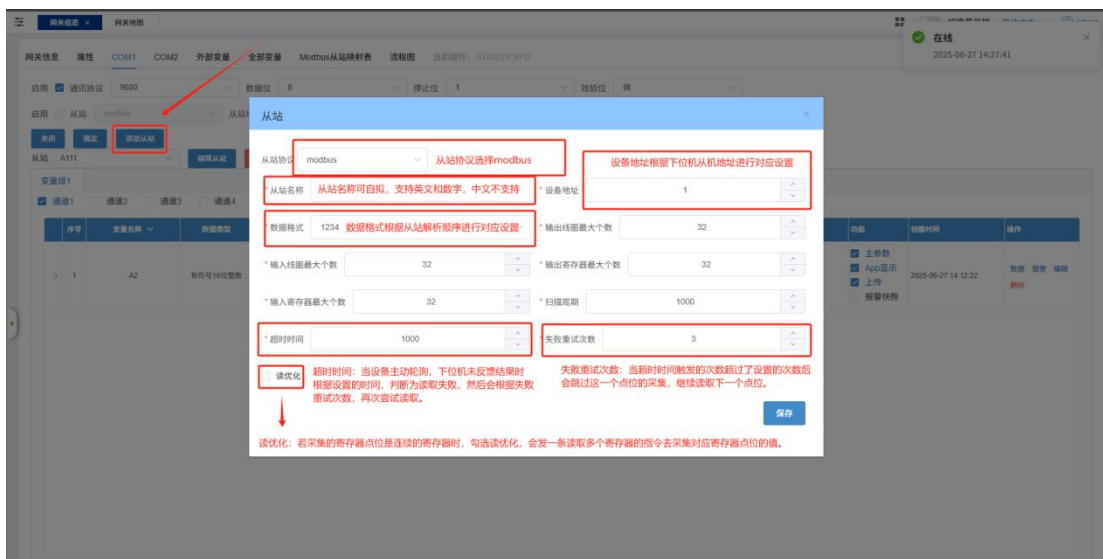 网关组态 ×
网关地图
在线
2025-06-27 14:27:41
网关信息 属性 COM1 COM2 外部变量 全部变量 Modbus从站映射表 流程图
启用 通讯协议 9600 数据位 8 停止位 1 效验位 偶
启用 从站 modbus
关闭 确定 添加从站
从站 A111 编辑从站
变量组1
通道1 通道2 通道3 通道4
序号 变量名称 数据类型 功能 创建时间 操作
1 A2 有符号16位整数 2025-06-27 14:12:22 数据 报警 编辑
删除
主参数
App显示
上传
报警快照
从站 ×
从站协议 modbus 从站协议选择modbus
设备地址根据下位机从机地址进行对应设置
* 从站名称 从站名称可自拟，支持英文和数字，中文不支持
* 设备地址 1
* 数据格式 1234 数据格式根据从站解析顺序进行对应设置
* 输出线圈最大个数 32
* 输入线圈最大个数 32
* 输出寄存器最大个数 32
* 输入寄存器最大个数 32
* 扫描周期 1000
* 超时时间 1000
* 失败重试次数 3
读优化
超时时间：当设备主动轮询，下位机未反馈结果时
根据设置的时间，判断为读取失败，然后会根据失败
重试次数，再次尝试读取。
失败重试次数：当超时时间触发的次数超过了设置的次数后
会跳过这一个点位的采集，继续读取下一个点位。
保存
读优化：若采集的寄存器点位是连续的寄存器时，勾选读优化，会发一条读取多个寄存器的指令去采集对应寄存器点位的值。